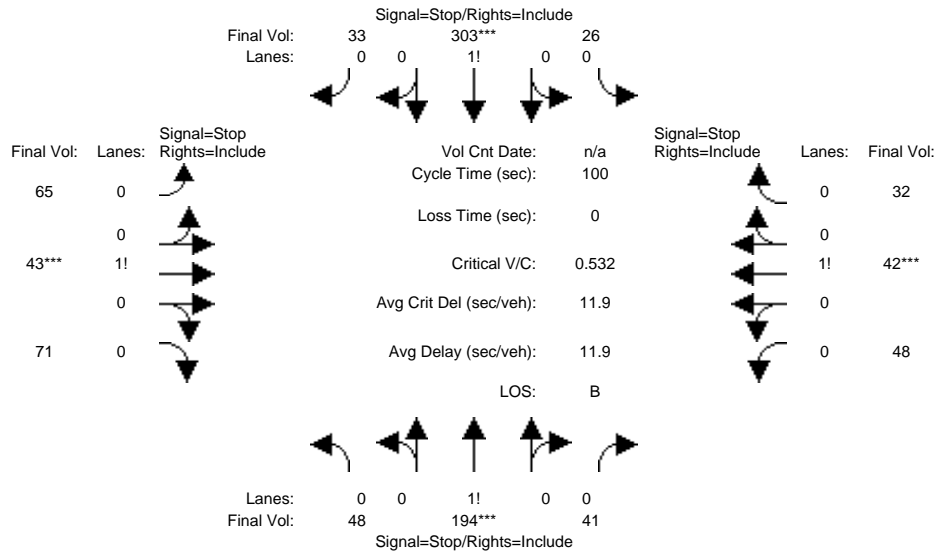 Signal=Stop/Rights=Include
Final Vol: 33 303*** 26
Lanes: 0 0 1! 0 0
Signal=Stop
Final Vol: Lanes: Rights=Include
Vol Cnt Date: n/a
Signal=Stop
Rights=Include Lanes: Final Vol:
Cycle Time (sec): 100
65 0
0 32
Loss Time (sec): 0
0
0
43*** 1!
Critical V/C: 0.532
1! 42***
0
Avg Crit Del (sec/veh): 11.9
0
71 0
Avg Delay (sec/veh): 11.9
0 48
LOS: B
Lanes: 0 0 1! 0 0
Final Vol: 48 194*** 41
Signal=Stop/Rights=Include